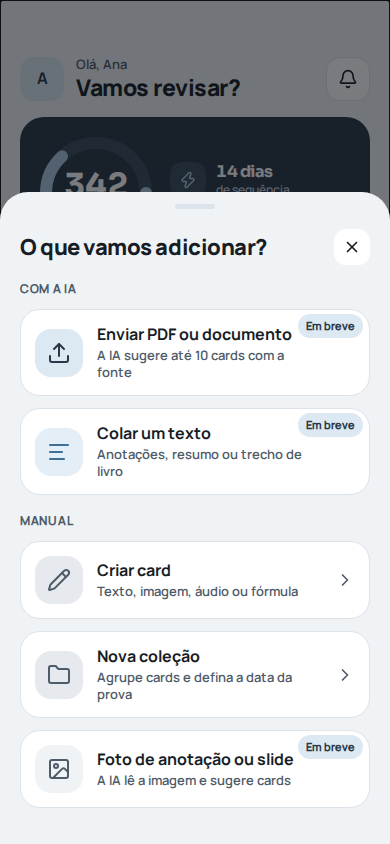 Olá, Ana
A
Vamos revisar?
342
14 dias
de sequência
O que vamos adicionar?
COM A IA
Enviar PDF ou documento
Em breve
A IA sugere até 10 cards com a
fonte
Colar um texto
Em breve
Anotações, resumo ou trecho de
livro
MANUAL
Criar card
Texto, imagem, áudio ou fórmula
Nova coleção
Agrupe cards e defina a data da
prova
Foto de anotação ou slide
Em breve
A IA lê a imagem e sugere cards